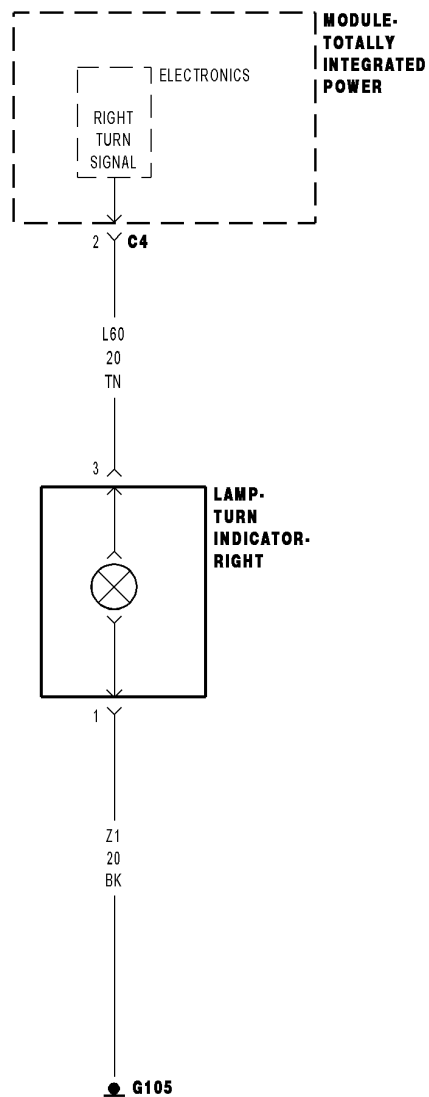 MODULE-
TOTALLY
INTEGRATED
POWER
ELECTRONICS
RIGHT
TURN
SIGNAL
2 C4
L60
20
TN
3
LAMP-
TURN
INDICATOR-
RIGHT
1
Z1
20
BK
G105